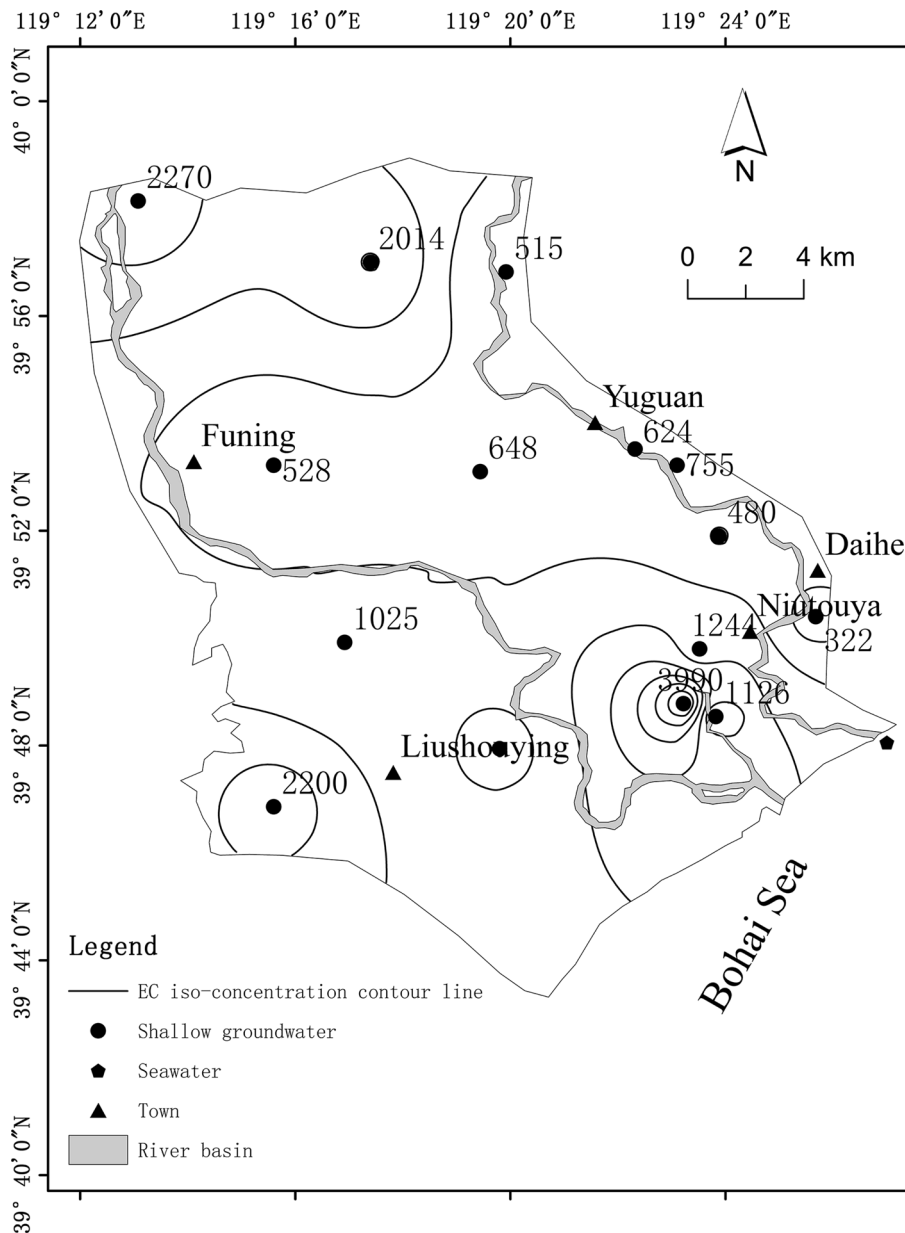 119° 12′0″E 119° 16′0″E 119° 20′0″E 119° 24′0″E
40° 0′0″N
39° 56′0″N
39° 52′0″N
39° 48′0″N
39° 44′0″N
39° 40′0″N
N
0 2 4 km
2270
2014
515
Yuguan
624
755
Funing
528
648
480
Daihe
Niutouya
322
1025
1244
3990
1126
Liushouying
2200
Bohai Sea
Legend
EC iso-concentration contour line
Shallow groundwater
Seawater
Town
River basin